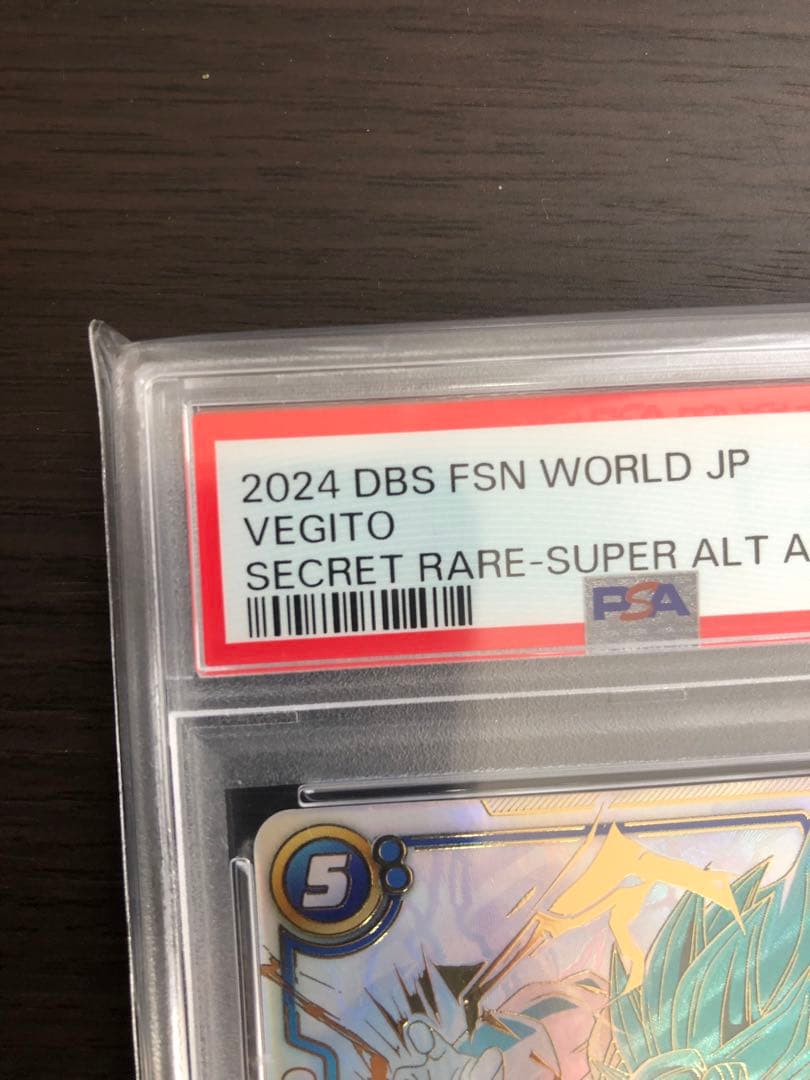 2024 DBS FSN WORLD JP
VEGITO
SECRET RARE-SUPER ALT A
PSA
5